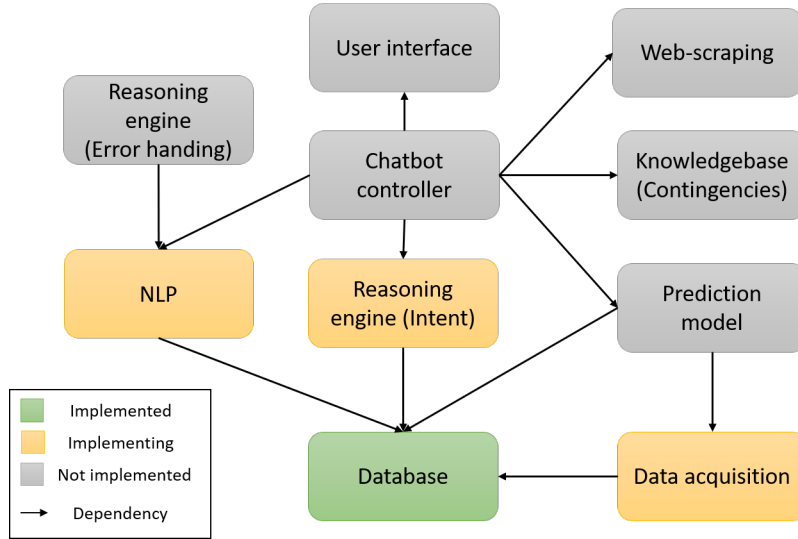 User interface
Web-scraping
Reasoning
engine
(Error handing)
Chatbot
controller
Knowledgebase
(Contingencies)
NLP
Reasoning
engine (Intent)
Prediction
model
Implemented
Implementing
Not implemented
Dependency
Database
Data acquisition